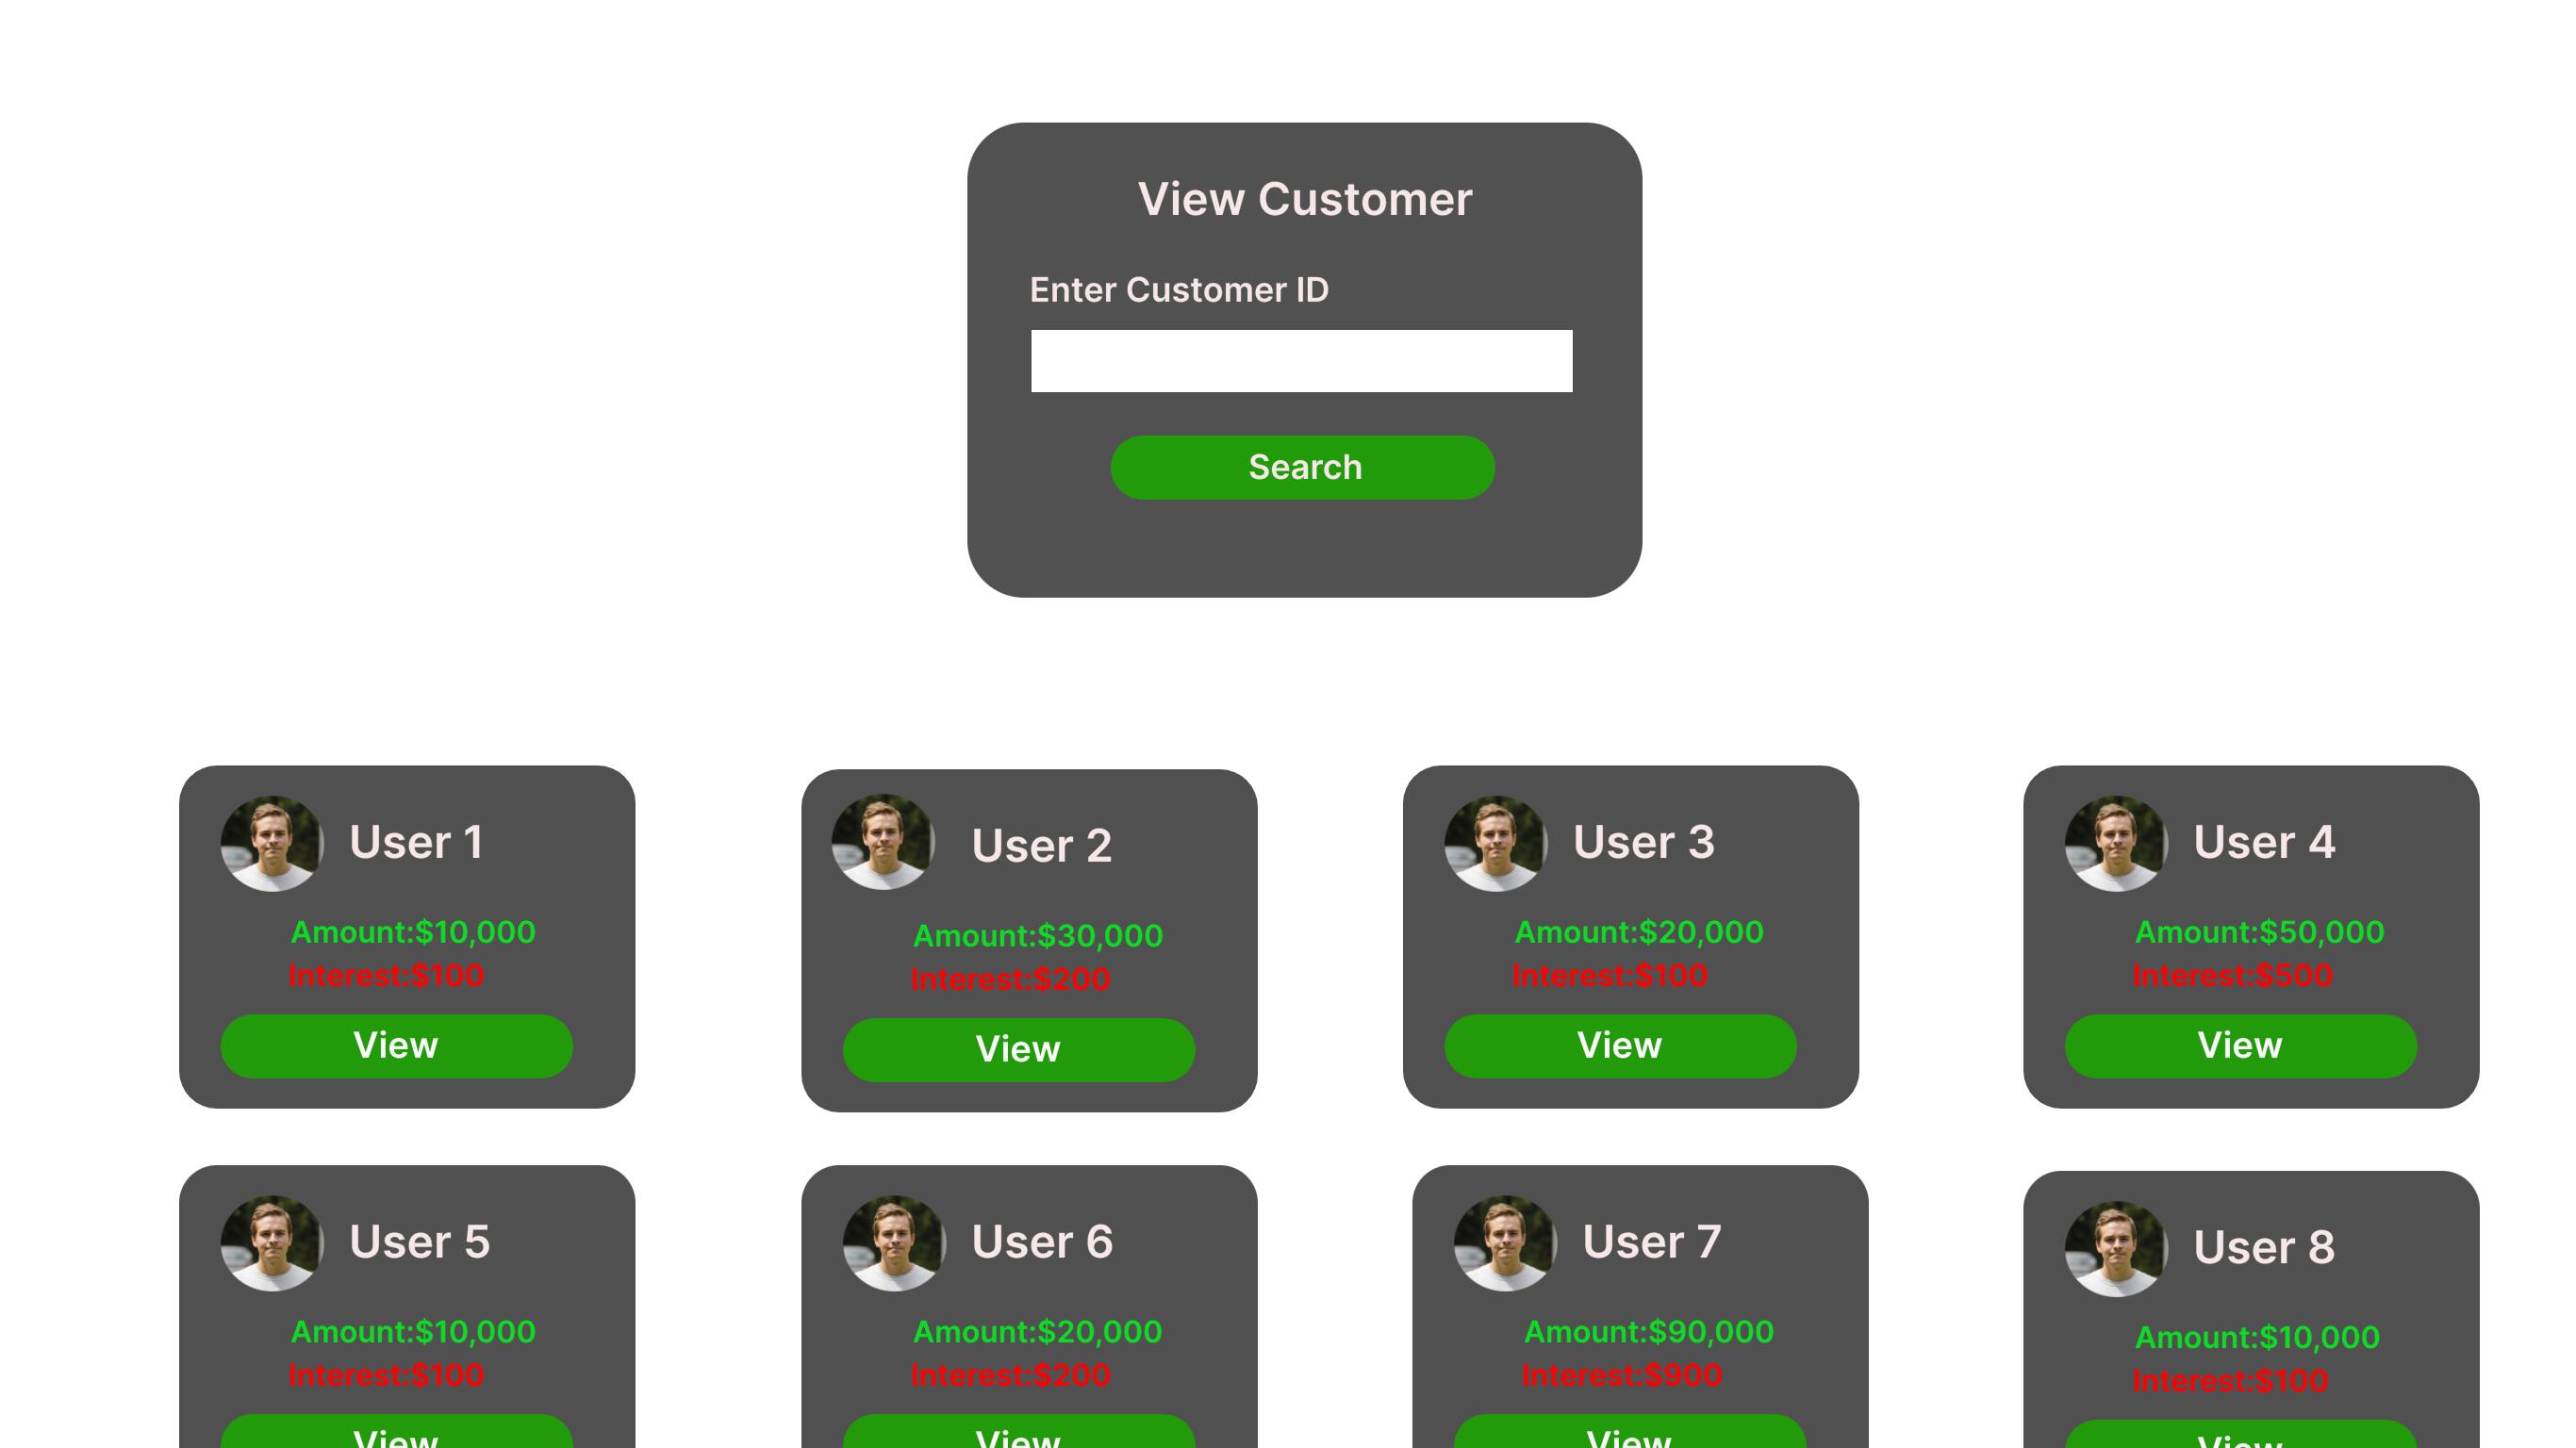 View Customer
Enter Customer ID
Search
User 1
Amount:$10,000
Interest:$100
View
User 2
Amount:$30,000
Interest:$200
View
User 3
Amount:$20,000
Interest:$100
View
User 4
Amount:$50,000
Interest:$500
View
User 5
Amount:$10,000
Interest:$100
View
User 6
Amount:$20,000
Interest:$200
View
User 7
Amount:$90,000
Interest:$900
View
User 8
Amount:$10,000
Interest:$100
View